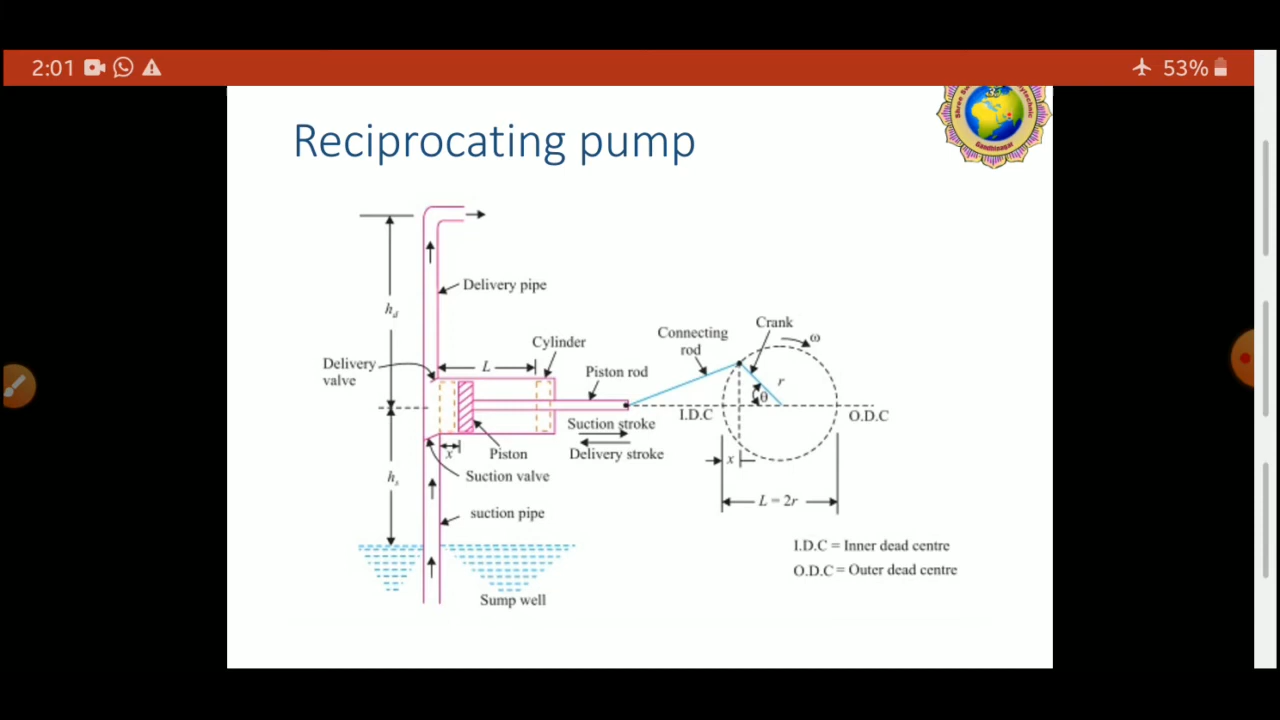 2:01
53%
Reciprocating pump
Gandhinagar
Delivery pipe
h_d
Crank
ω
Connecting
rod
Cylinder
Delivery
valve
L
Piston rod
r
θ
I.D.C
O.D.C
Suction stroke
x
Piston
Delivery stroke
x
Suction valve
h_s
L = 2r
suction pipe
I.D.C = Inner dead centre
O.D.C = Outer dead centre
Sump well